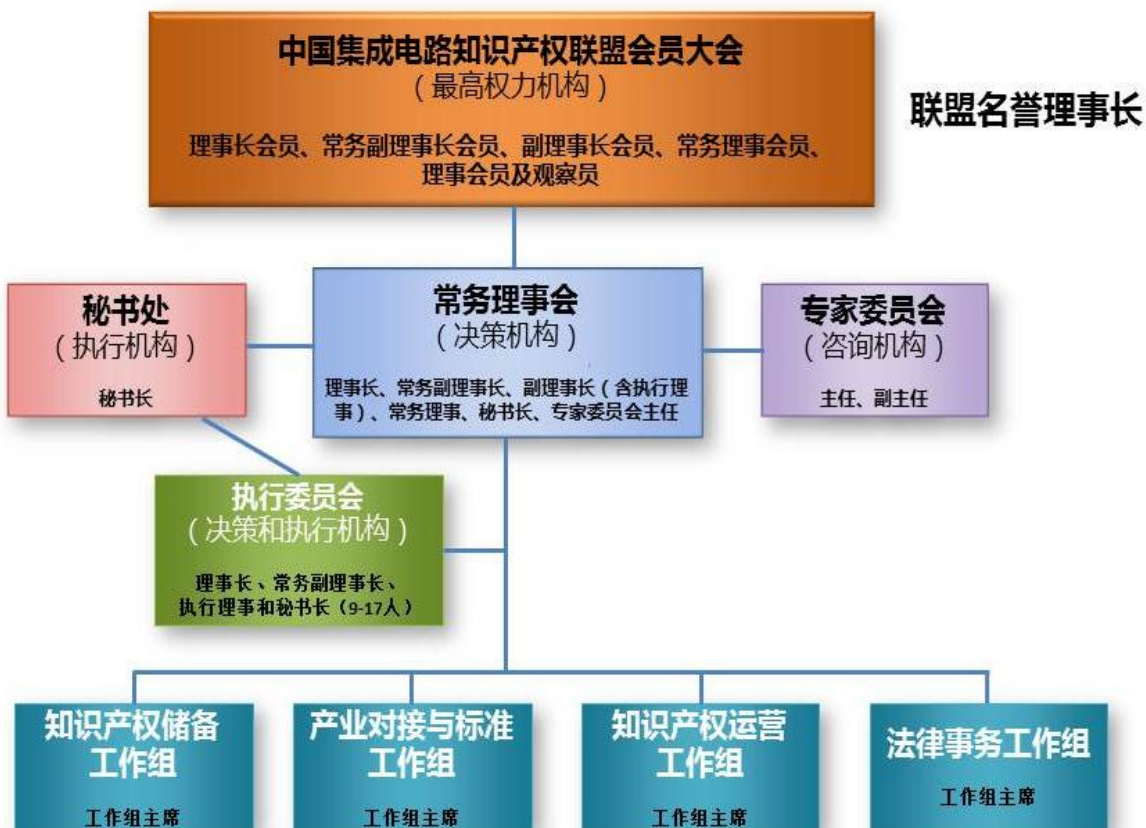 中国集成电路知识产权联盟会员大会
（最高权力机构）
理事长会员、常务副理事长会员、副理事长会员、常务理事会员、
理事会员及观察员
联盟名誉理事长
秘书处
（执行机构）
秘书长
常务理事会
（决策机构）
理事长、常务副理事长、副理事长（含执行理
事）、常务理事、秘书长、专家委员会主任
专家委员会
（咨询机构）
主任、副主任
执行委员会
（决策和执行机构）
理事长、常务副理事长、
执行理事和秘书长（9-17人）
知识产权储备
工作组
工作组主席
产业对接与标准
工作组
工作组主席
知识产权运营
工作组
工作组主席
法律事务工作组
工作组主席